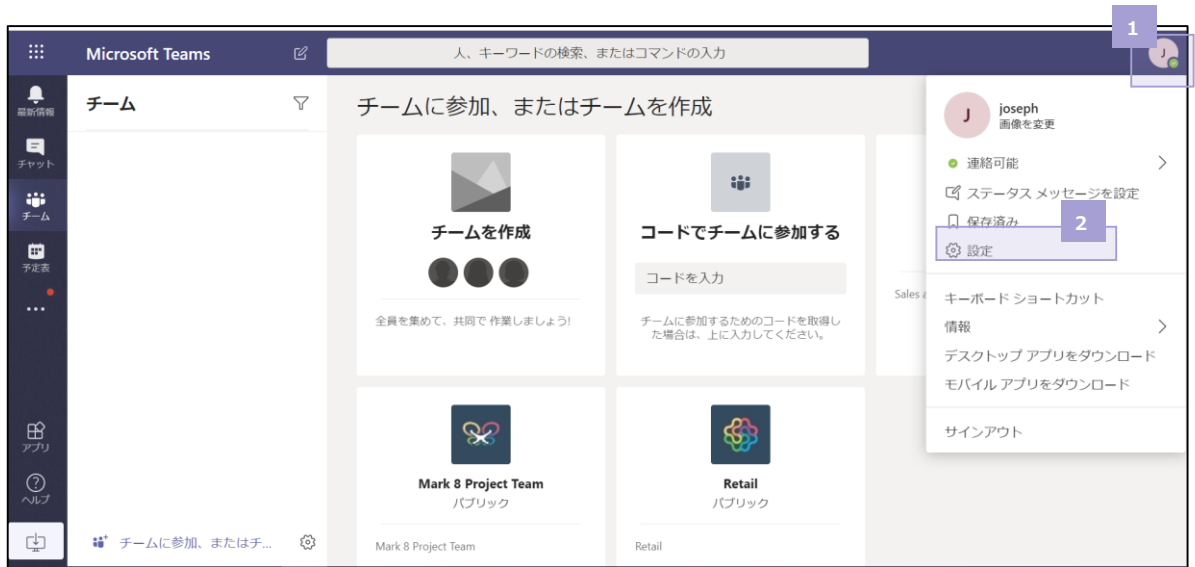 1
Microsoft Teams
人、キーワードの検索、またはコマンドの入力
J
最新情報
チャット
チーム
予定表
アプリ
ヘルプ
チーム
チームに参加、またはチ...
チームに参加、またはチームを作成
チームを作成
全員を集めて、共同で作業しましょう!
コードでチームに参加する
コードを入力
チームに参加するためのコードを取得し
た場合は、上に入力してください。
Sales
Mark 8 Project Team
パブリック
Mark 8 Project Team
Retail
パブリック
Retail
J
joseph
画像を変更
連絡可能
ステータス メッセージを設定
保存済み
2
設定
キーボード ショートカット
情報
デスクトップ アプリをダウンロード
モバイル アプリをダウンロード
サインアウト